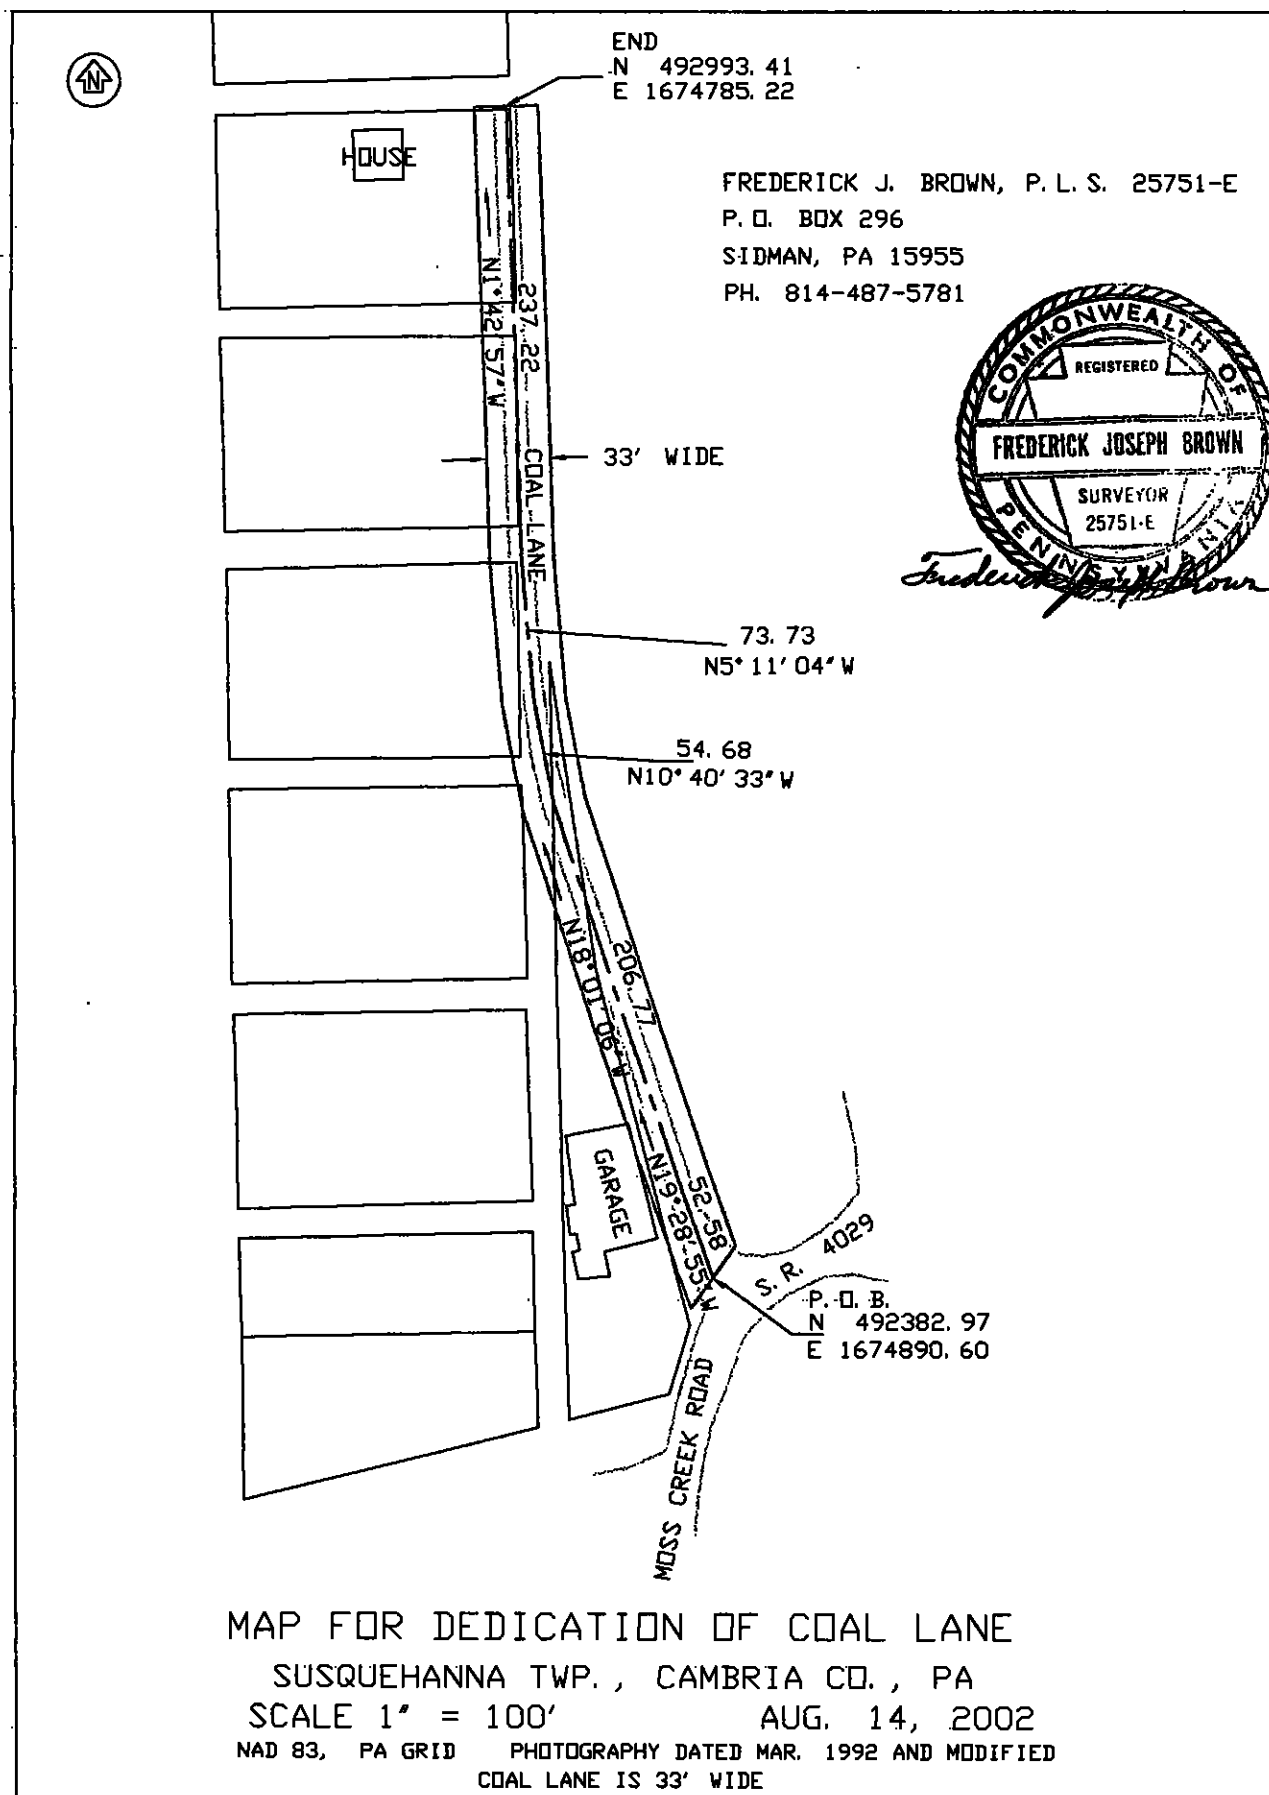 N
END
N 492993.41
E 1674785.22
HOUSE
FREDERICK J. BROWN, P.L.S. 25751-E
P.O. BOX 296
SIDMAN, PA 15955
PH. 814-487-5781
COMMONWEALTH OF
REGISTERED
FREDERICK JOSEPH BROWN
SURVEYOR
25751-E
PENNSYLVANIA
Frederick Joseph Brown
N1°42'57"W
237.22
COAL LANE
33' WIDE
73.73
N5°11'04"W
54.68
N10°40'33"W
N18°01'06"W
206.77
GARAGE
N19°28'55"W
52.58
S.R. 4029
P.O.B.
N 492382.97
E 1674890.60
MOSS CREEK ROAD
MAP FOR DEDICATION OF COAL LANE
SUSQUEHANNA TWP., CAMBRIA CO., PA
SCALE 1" = 100' AUG. 14, 2002
NAD 83, PA GRID PHOTOGRAPHY DATED MAR. 1992 AND MODIFIED
COAL LANE IS 33' WIDE